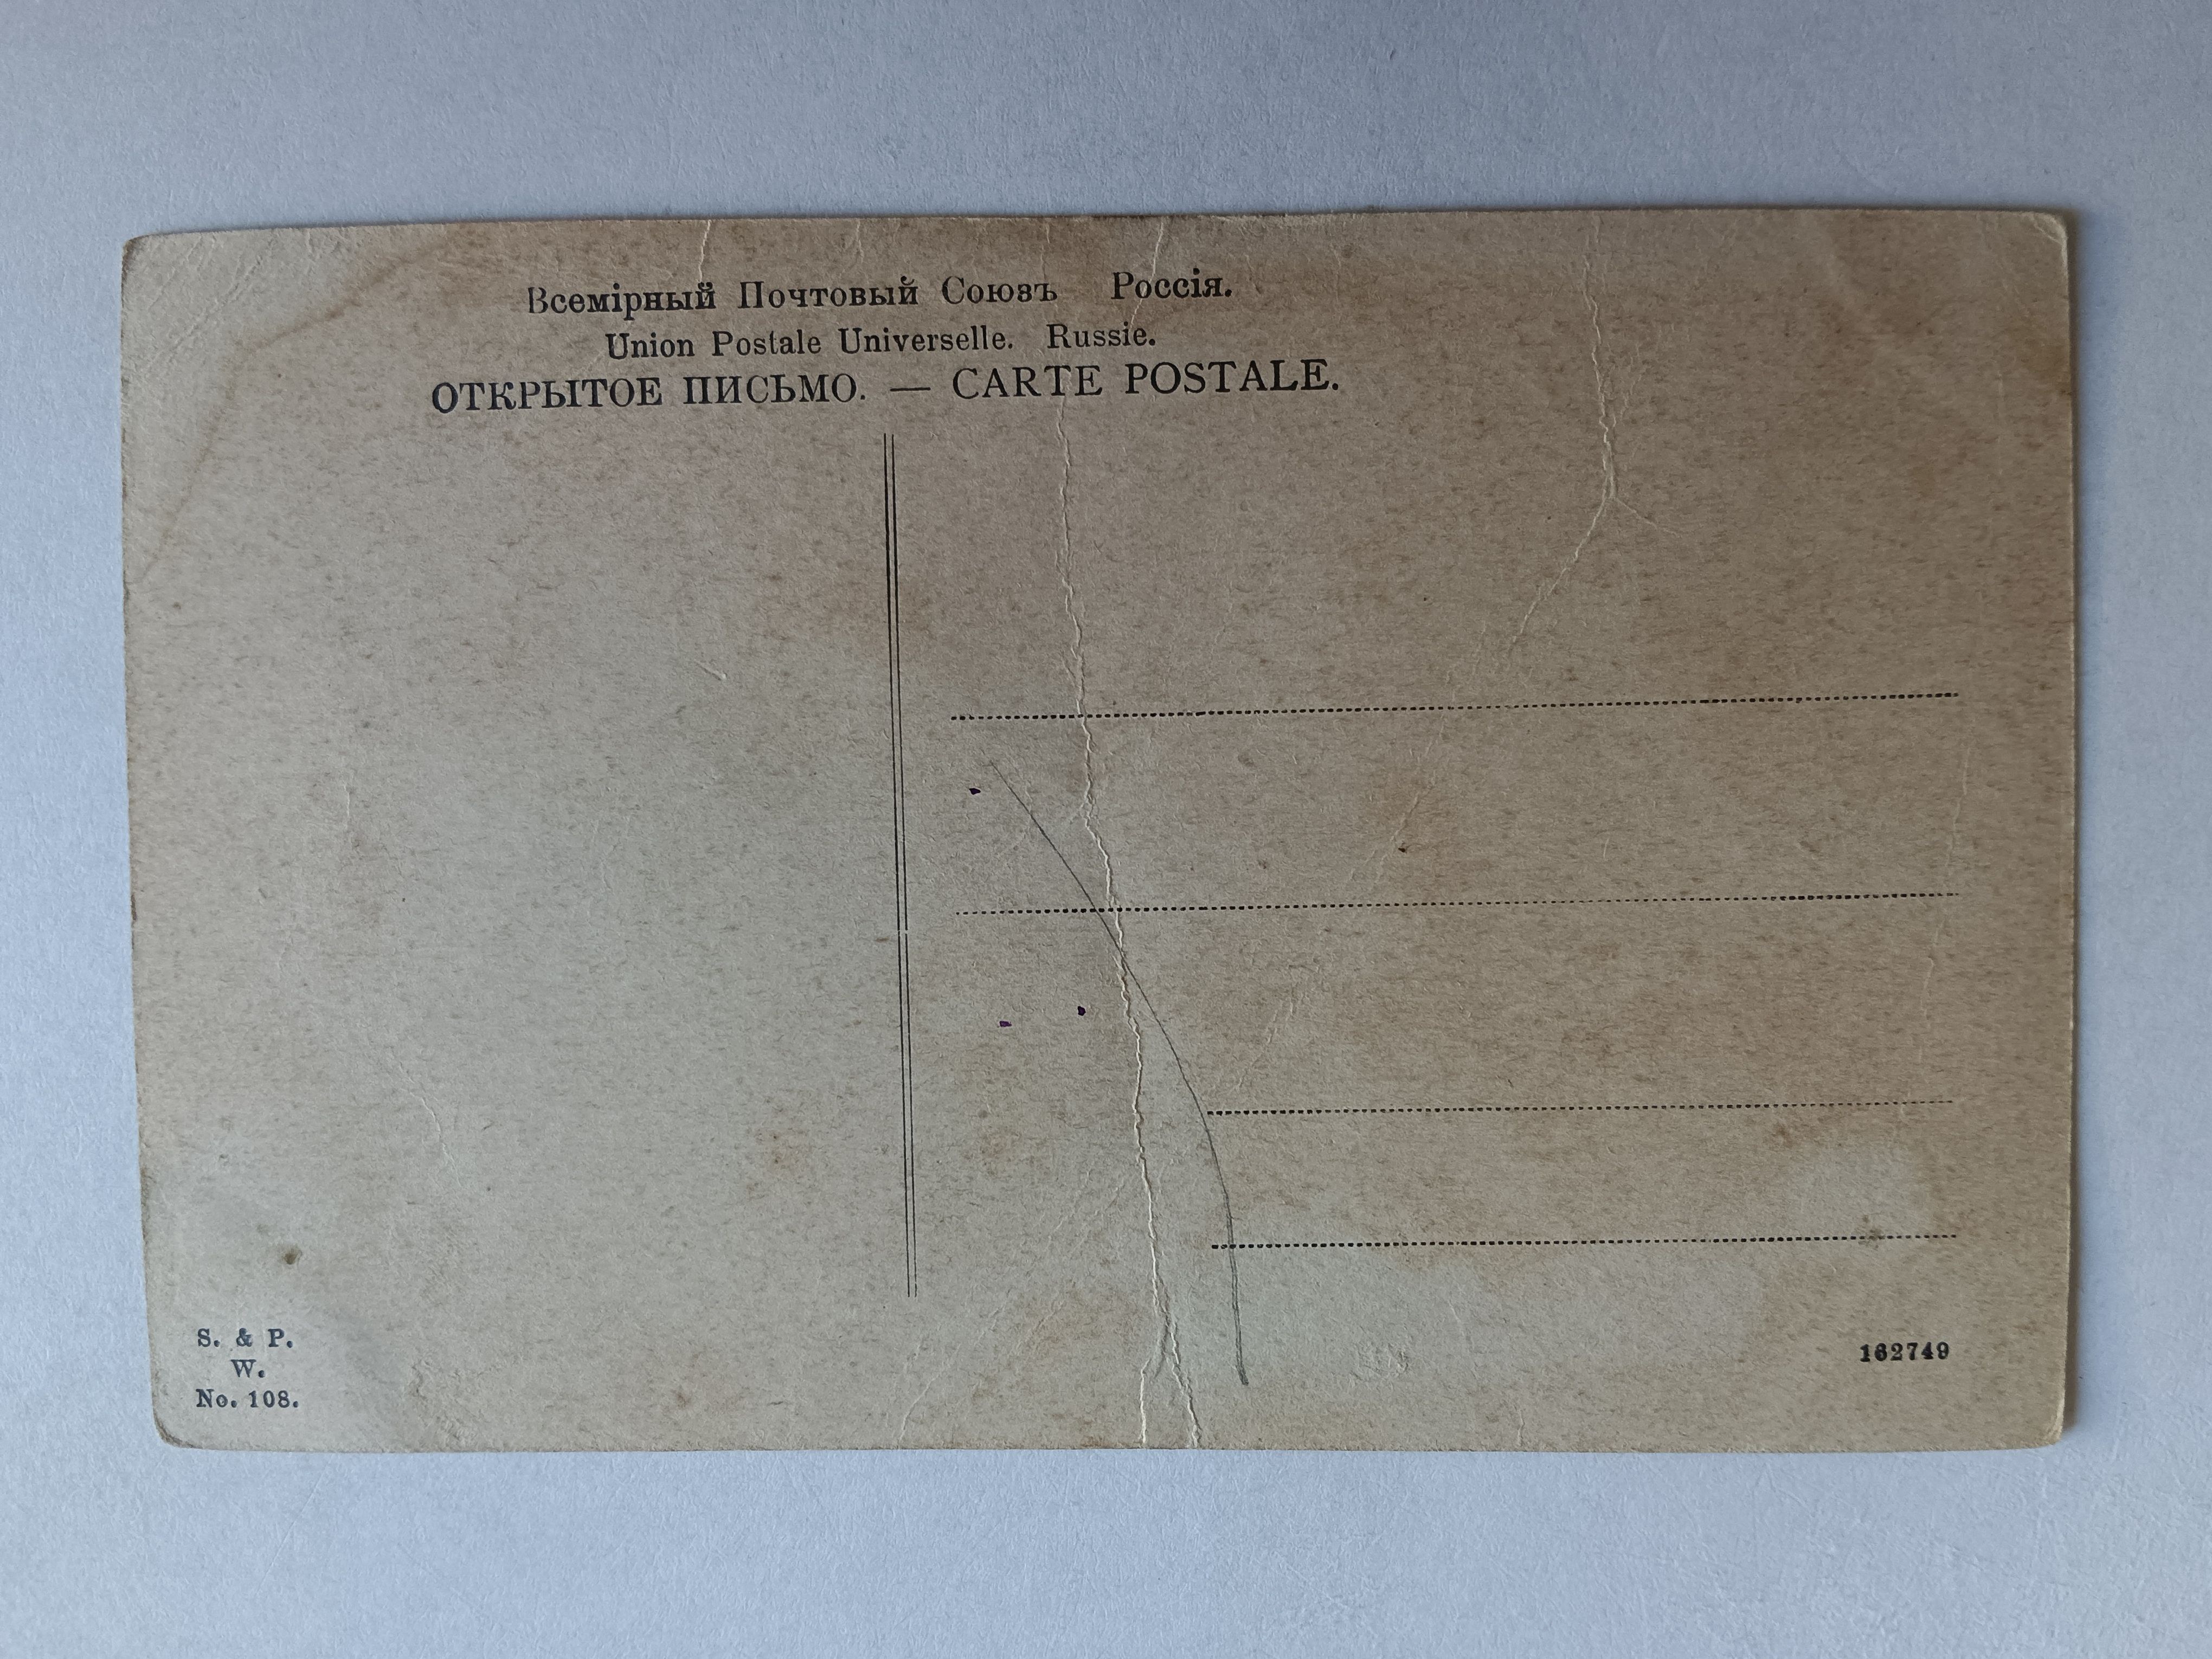 Всемірный Почтовый Союзъ Россія.
Union Postale Universelle. Russie.
ОТКРЫТОЕ ПИСЬМО. — CARTE POSTALE.
S. & P.
W.
No. 108.
162749